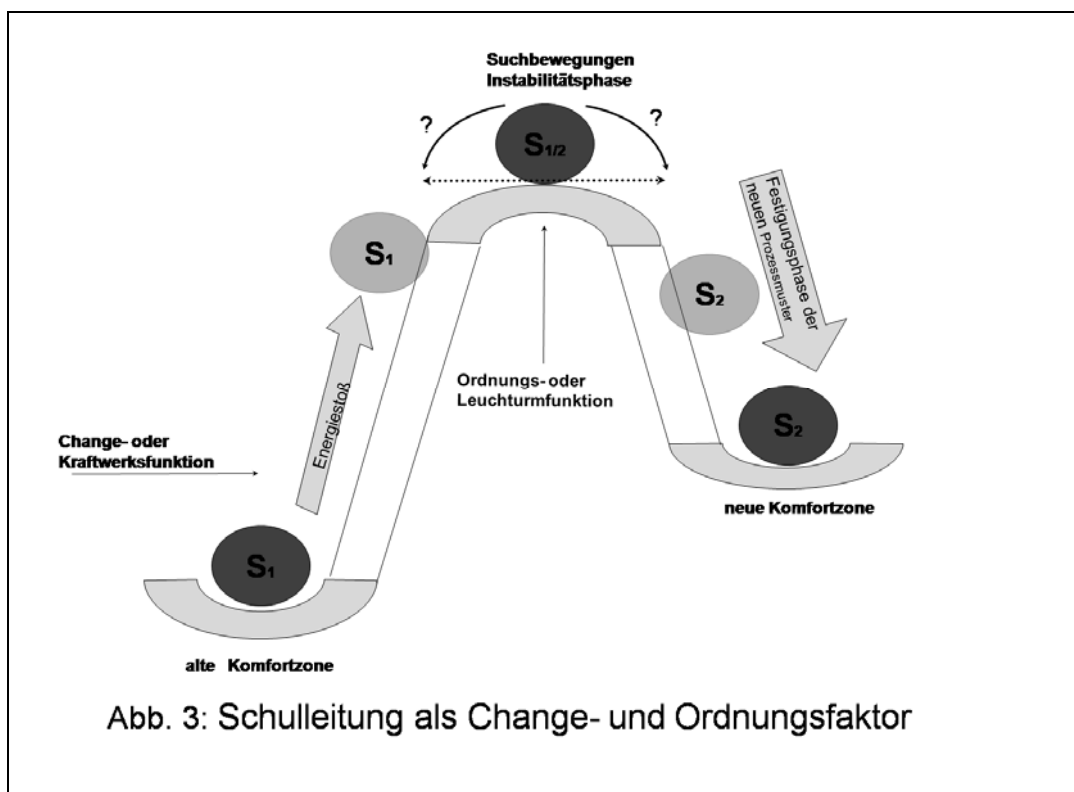 Suchbewegungen
Instabilitätsphase
?
?
S1/2
S1
S2
Festigungsphase der
neuen Prozessmuster
Energiestoß
Ordnungs- oder
Leuchturmfunktion
Change- oder
Kraftwerksfunktion
S2
neue Komfortzone
S1
alte Komfortzone
Abb. 3: Schulleitung als Change- und Ordnungsfaktor